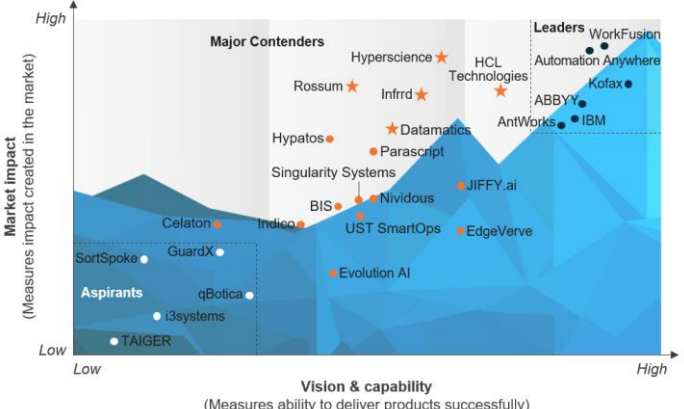 High
Leaders
WorkFusion
Major Contenders
Hyperscience
HCL
Technologies
Automation Anywhere
Rossum
Infrrd
Kofax
ABBYY
AntWorks
IBM
Datamatics
Hypatos
Parascript
Singularity Systems
JIFFY.ai
BIS
Nividous
Celaton
Indico
UST SmartOps
EdgeVerve
SortSpoke
GuardX
Evolution AI
Aspirants
qBotica
i3systems
TAIGER
Low
Market impact
(Measures impact created in the market)
Low
High
Vision & capability
(Measures ability to deliver products successfully)